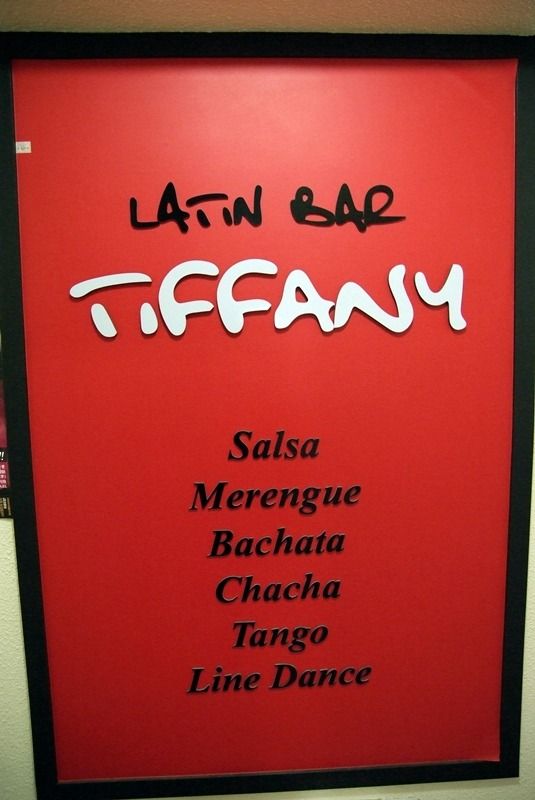 LATIN BAR
TIFFANY
Salsa
Merengue
Bachata
Chacha
Tango
Line Dance